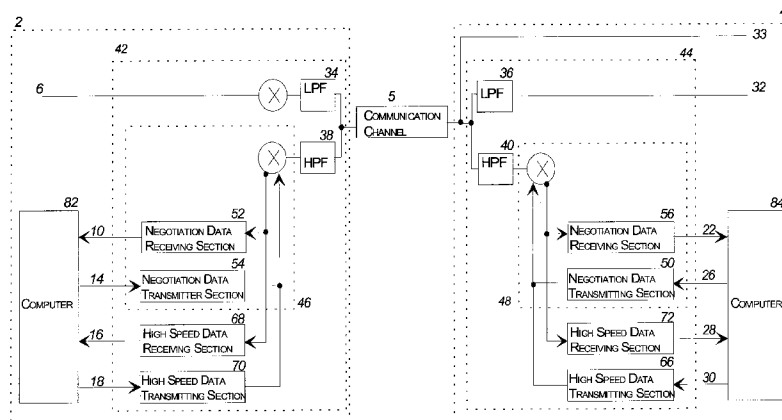 2
42
6
34
LPF
5
COMMUNICATION
CHANNEL
33
44
36
LPF
32
38
HPF
40
HPF
82
COMPUTER
10
52
NEGOTIATION DATA
RECEIVING SECTION
14
54
NEGOTIATION DATA
TRANSMITTER SECTION
46
16
68
HIGH SPEED DATA
RECEIVING SECTION
18
70
HIGH SPEED DATA
TRANSMITTING SECTION
56
NEGOTIATION DATA
RECEIVING SECTION
22
84
COMPUTER
50
NEGOTIATION DATA
TRANSMITTING SECTION
26
48
72
HIGH SPEED DATA
RECEIVING SECTION
28
66
HIGH SPEED DATA
TRANSMITTING SECTION
30